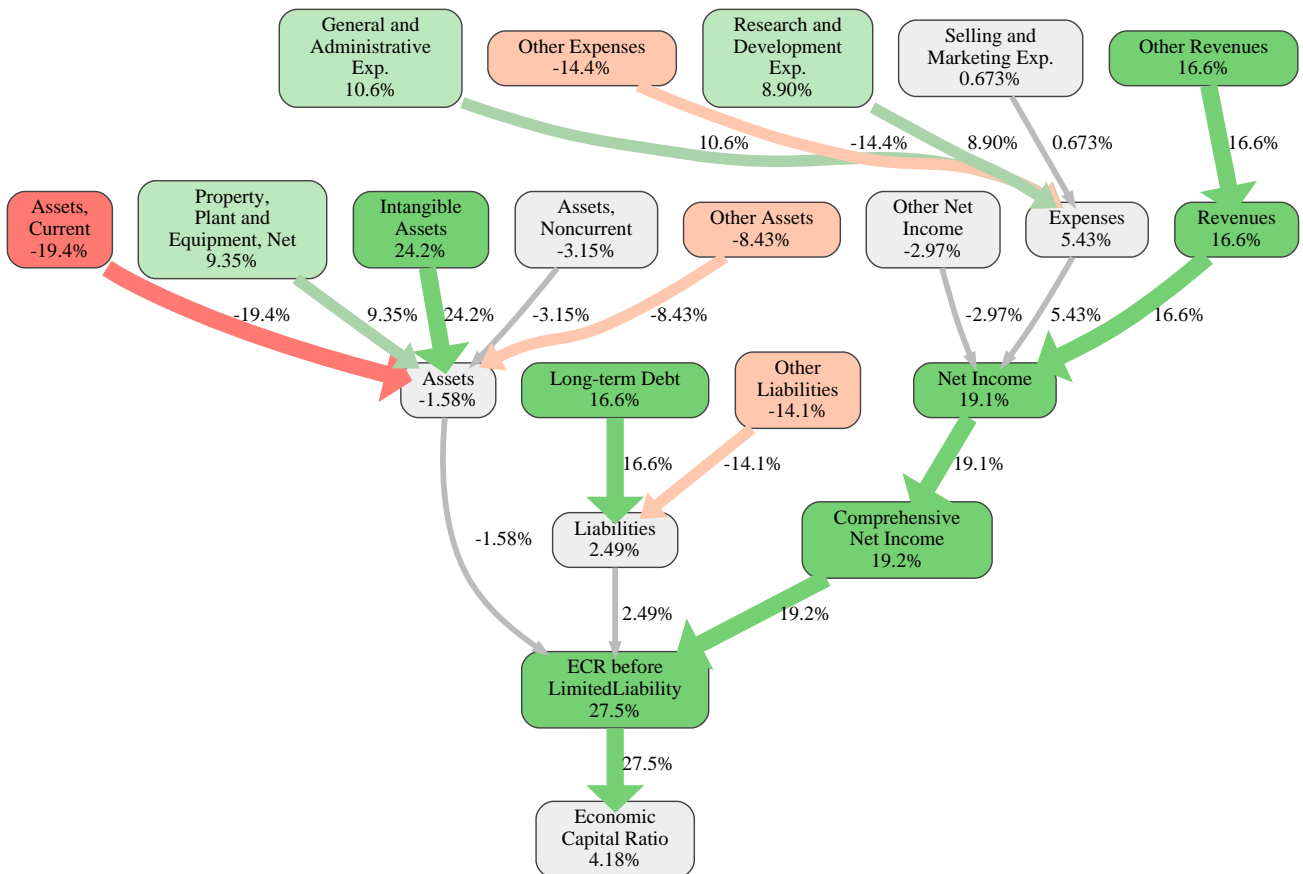 General and
Administrative
Exp.
10.6%
Other Expenses
-14.4%
Research and
Development
Exp.
8.90%
Selling and
Marketing Exp.
0.673%
Other Revenues
16.6%
10.6%
-14.4%
8.90%
0.673%
16.6%
Assets,
Current
-19.4%
Property,
Plant and
Equipment, Net
9.35%
Intangible
Assets
24.2%
Assets,
Noncurrent
-3.15%
Other Assets
-8.43%
Other Net
Income
-2.97%
Expenses
5.43%
Revenues
16.6%
-19.4%
9.35%
24.2%
-3.15%
-8.43%
-2.97%
5.43%
16.6%
Assets
-1.58%
Long-term Debt
16.6%
Other
Liabilities
-14.1%
Net Income
19.1%
16.6%
-14.1%
19.1%
Liabilities
2.49%
Comprehensive
Net Income
19.2%
-1.58%
2.49%
19.2%
ECR before
LimitedLiability
27.5%
27.5%
Economic
Capital Ratio
4.18%